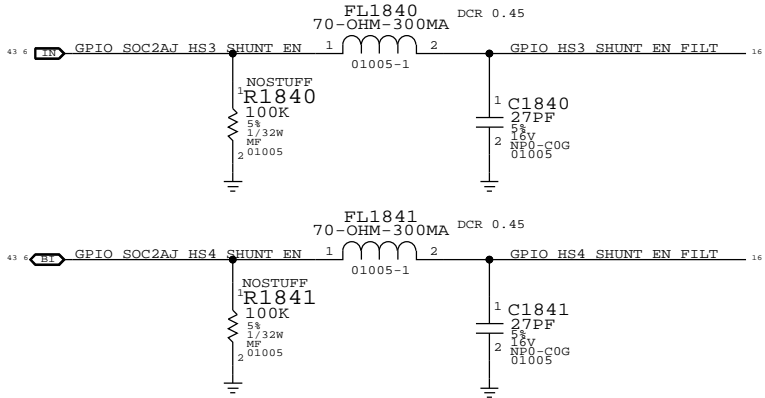 FL1840
70-OHM-300MA
DCR 0.45
43 6
IN
GPIO SOC2AJ HS3 SHUNT EN
1
2
GPIO HS3 SHUNT EN FILT
16
01005-1
NOSTUFF
1
R1840
100K
5%
1/32W
MF
2
01005
1
C1840
27PF
5%
16V
2
NP0-C0G
01005
FL1841
70-OHM-300MA
DCR 0.45
43 6
BI
GPIO SOC2AJ HS4 SHUNT EN
1
2
GPIO HS4 SHUNT EN FILT
16
01005-1
NOSTUFF
1
R1841
100K
5%
1/32W
MF
2
01005
1
C1841
27PF
5%
16V
2
NP0-C0G
01005